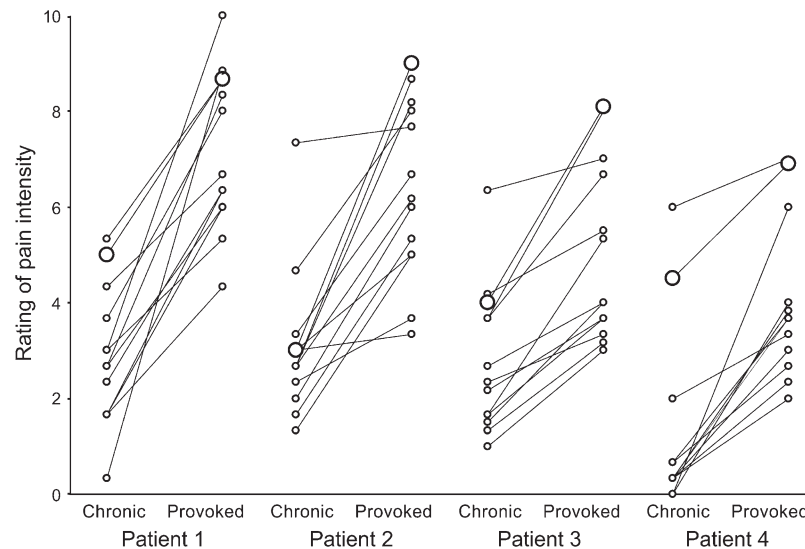 Rating of pain intensity
10
8
6
4
2
0
Chronic Provoked Chronic Provoked Chronic Provoked Chronic Provoked
Patient 1 Patient 2 Patient 3 Patient 4